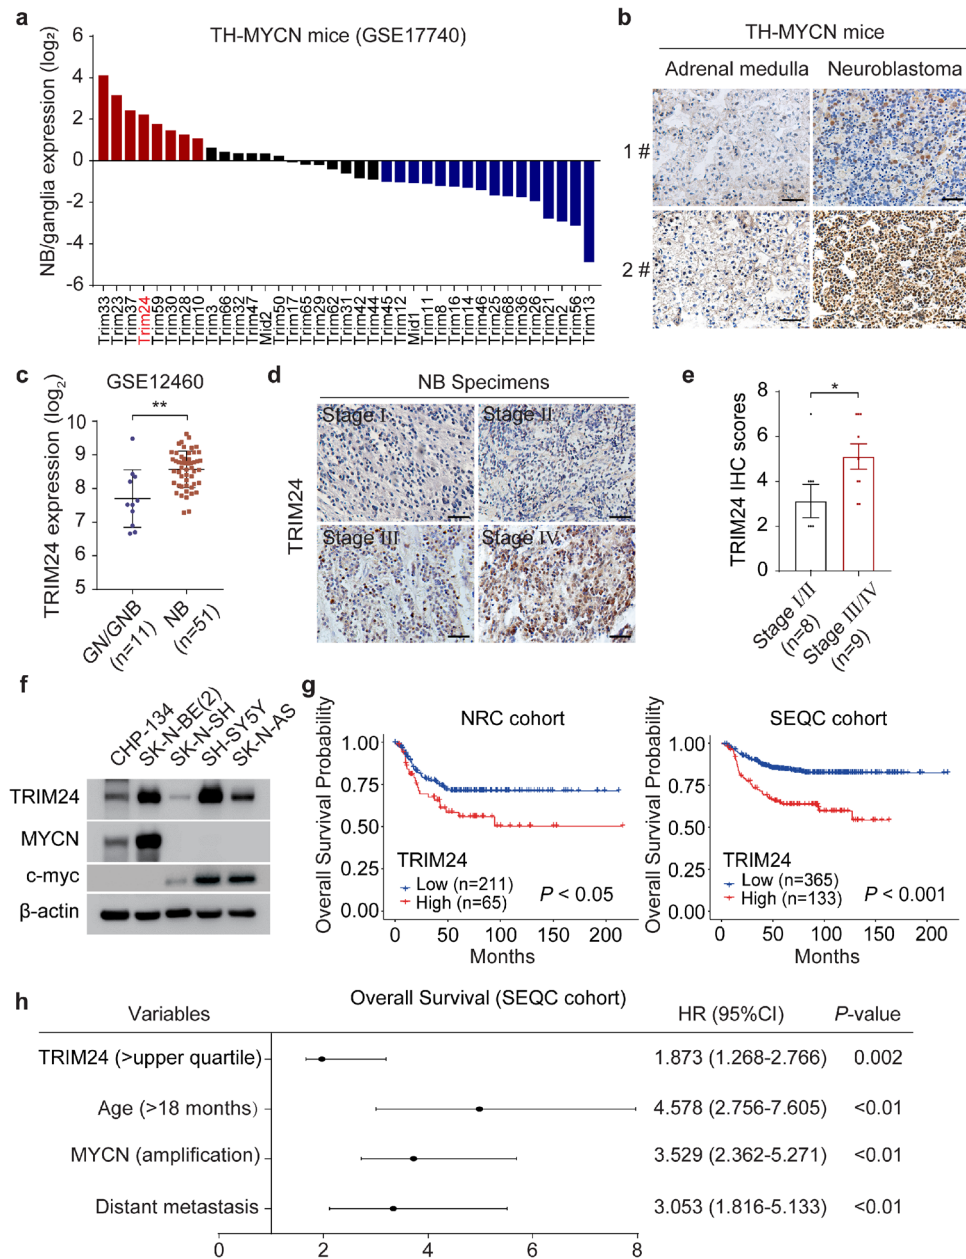 a
TH-MYCN mice (GSE17740)
NB/ganglia expression (log₂)
6
4
2
0
-2
-4
-6
Trim33
Trim23
Trim37
Trim24
Trim59
Trim30
Trim28
Trim10
Trim3
Trim66
Trim32
Trim47
Mid2
Trim50
Trim17
Trim65
Trim29
Trim62
Trim31
Trim42
Trim44
Trim45
Trim12
Mid1
Trim11
Trim8
Trim16
Trim14
Trim46
Trim25
Trim68
Trim36
Trim26
Trim21
Trim2
Trim56
Trim13
b
TH-MYCN mice
Adrenal medulla Neuroblastoma
1 #
2 #
c
GSE12460
TRIM24 expression (log₂)
**
10
9
8
7
6
5
GN/GNB
(n=11)
NB
(n=51)
d
NB Specimens
TRIM24
Stage I
Stage II
Stage III
Stage IV
e
TRIM24 IHC scores
*
8
6
4
2
0
Stage I/II
(n=8)
Stage III/IV
(n=9)
f
CHP-134
SK-N-BE(2)
SK-N-SH
SH-SY5Y
SK-N-AS
TRIM24
MYCN
c-myc
β-actin
g
NRC cohort
Overall Survival Probability
1.00
0.75
0.50
0.25
0.00
TRIM24
Low (n=211)
High (n=65)
P < 0.05
0 50 100 150 200
Months
SEQC cohort
Overall Survival Probability
1.00
0.75
0.50
0.25
0.00
TRIM24
Low (n=365)
High (n=133)
P < 0.001
0 50 100 150 200
Months
h
Overall Survival (SEQC cohort)
Variables HR (95%CI) P-value
TRIM24 (>upper quartile) 1.873 (1.268-2.766) 0.002
Age (>18 months) 4.578 (2.756-7.605) <0.01
MYCN (amplification) 3.529 (2.362-5.271) <0.01
Distant metastasis 3.053 (1.816-5.133) <0.01
0 2 4 6 8